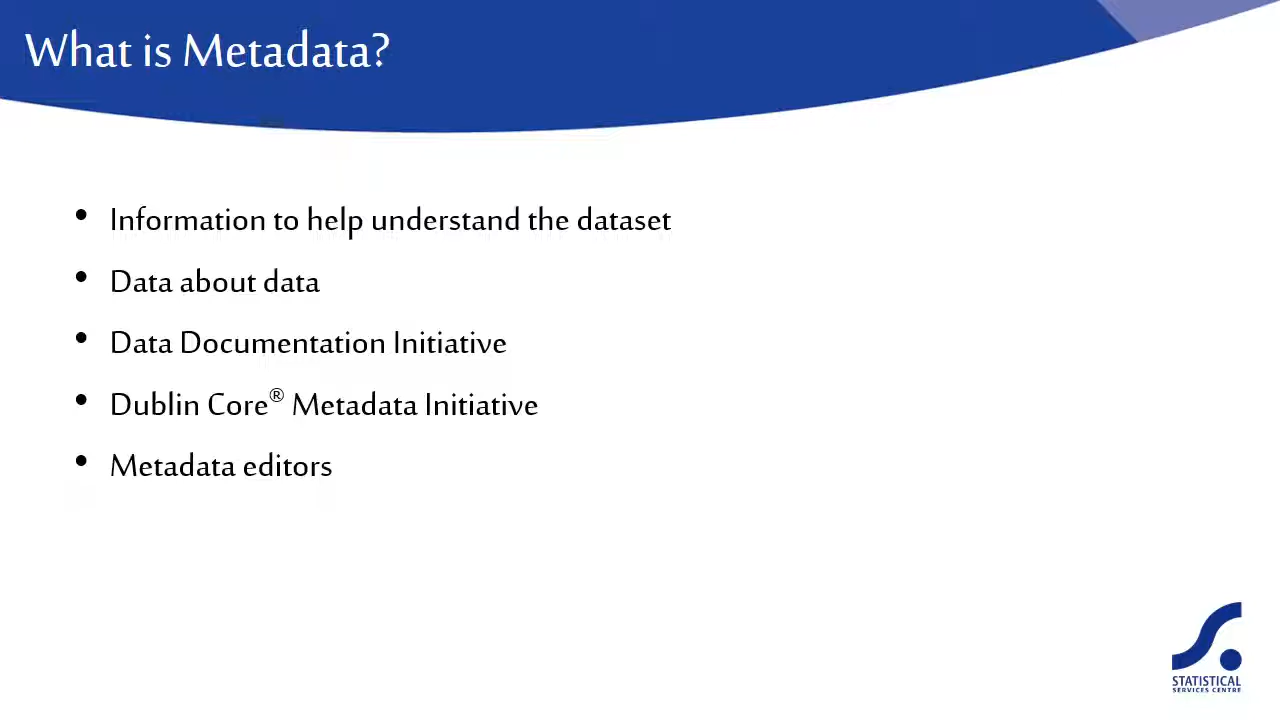 What is Metadata?
• Information to help understand the dataset
• Data about data
• Data Documentation Initiative
• Dublin Core® Metadata Initiative
• Metadata editors
STATISTICAL
SERVICES CENTRE